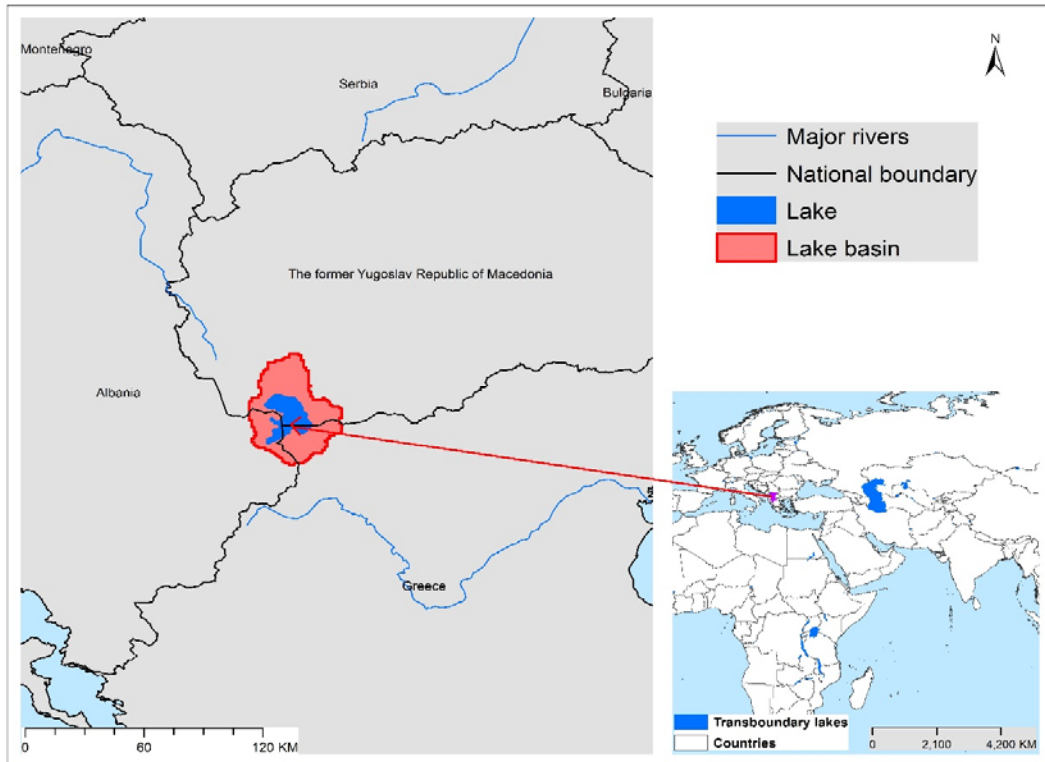 Montenegro
Serbia
Bulgaria
The former Yugoslav Republic of Macedonia
Albania
Greece
0 60 120 KM
N
Major rivers
National boundary
Lake
Lake basin
Transboundary lakes
Countries
0 2,100 4,200 KM